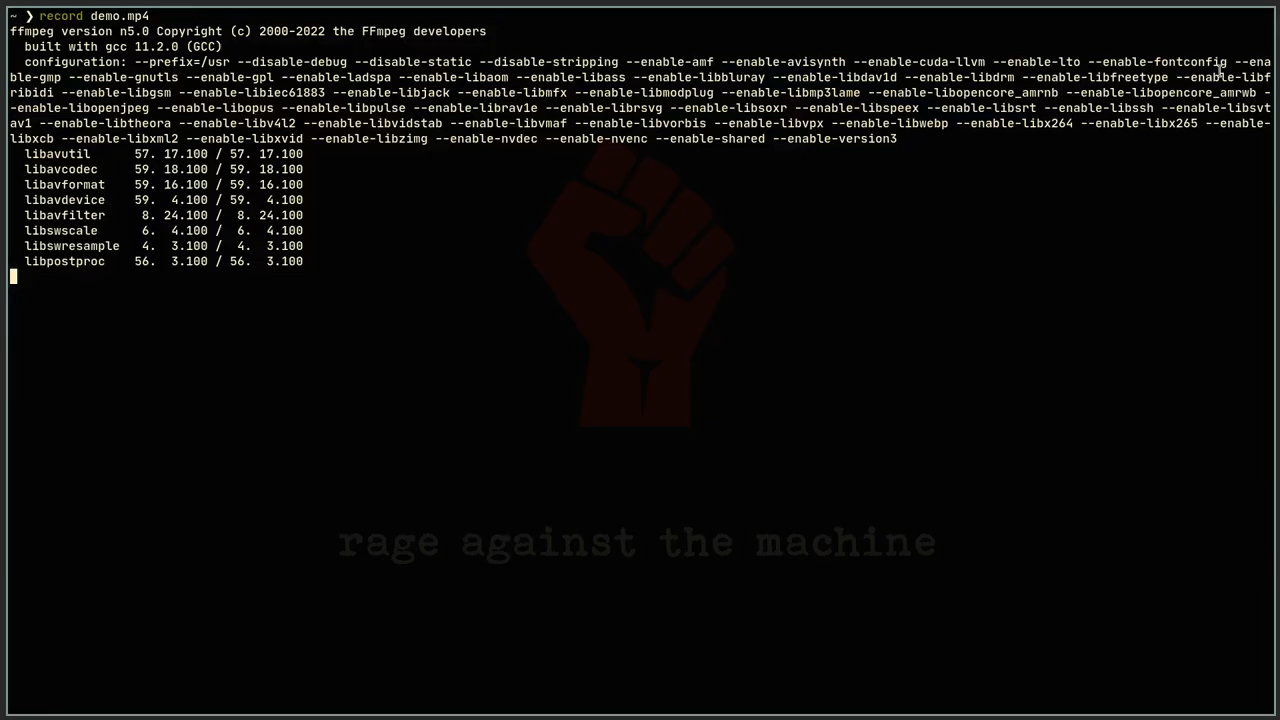 ~ ❯ record demo.mp4
ffmpeg version n5.0 Copyright (c) 2000-2022 the FFmpeg developers
  built with gcc 11.2.0 (GCC)
  configuration: --prefix=/usr --disable-debug --disable-static --disable-stripping --enable-amf --enable-avisynth --enable-cuda-llvm --enable-lto --enable-fontconfig --ena
ble-gmp --enable-gnutls --enable-gpl --enable-ladspa --enable-libaom --enable-libass --enable-libbluray --enable-libdav1d --enable-libdrm --enable-libfreetype --enable-libf
ribidi --enable-libgsm --enable-libiec61883 --enable-libjack --enable-libmfx --enable-libmodplug --enable-libmp3lame --enable-libopencore_amrnb --enable-libopencore_amrwb -
-enable-libopenjpeg --enable-libopus --enable-libpulse --enable-librav1e --enable-librsvg --enable-libsoxr --enable-libspeex --enable-libsrt --enable-libssh --enable-libsvt
av1 --enable-libtheora --enable-libv4l2 --enable-libvidstab --enable-libvmaf --enable-libvorbis --enable-libvpx --enable-libwebp --enable-libx264 --enable-libx265 --enable-
libxcb --enable-libxml2 --enable-libxvid --enable-libzimg --enable-nvdec --enable-nvenc --enable-shared --enable-version3
  libavutil      57. 17.100 / 57. 17.100
  libavcodec     59. 18.100 / 59. 18.100
  libavformat    59. 16.100 / 59. 16.100
  libavdevice    59.  4.100 / 59.  4.100
  libavfilter     8. 24.100 /  8. 24.100
  libswscale      6.  4.100 /  6.  4.100
  libswresample   4.  3.100 /  4.  3.100
  libpostproc    56.  3.100 / 56.  3.100
rage against the machine